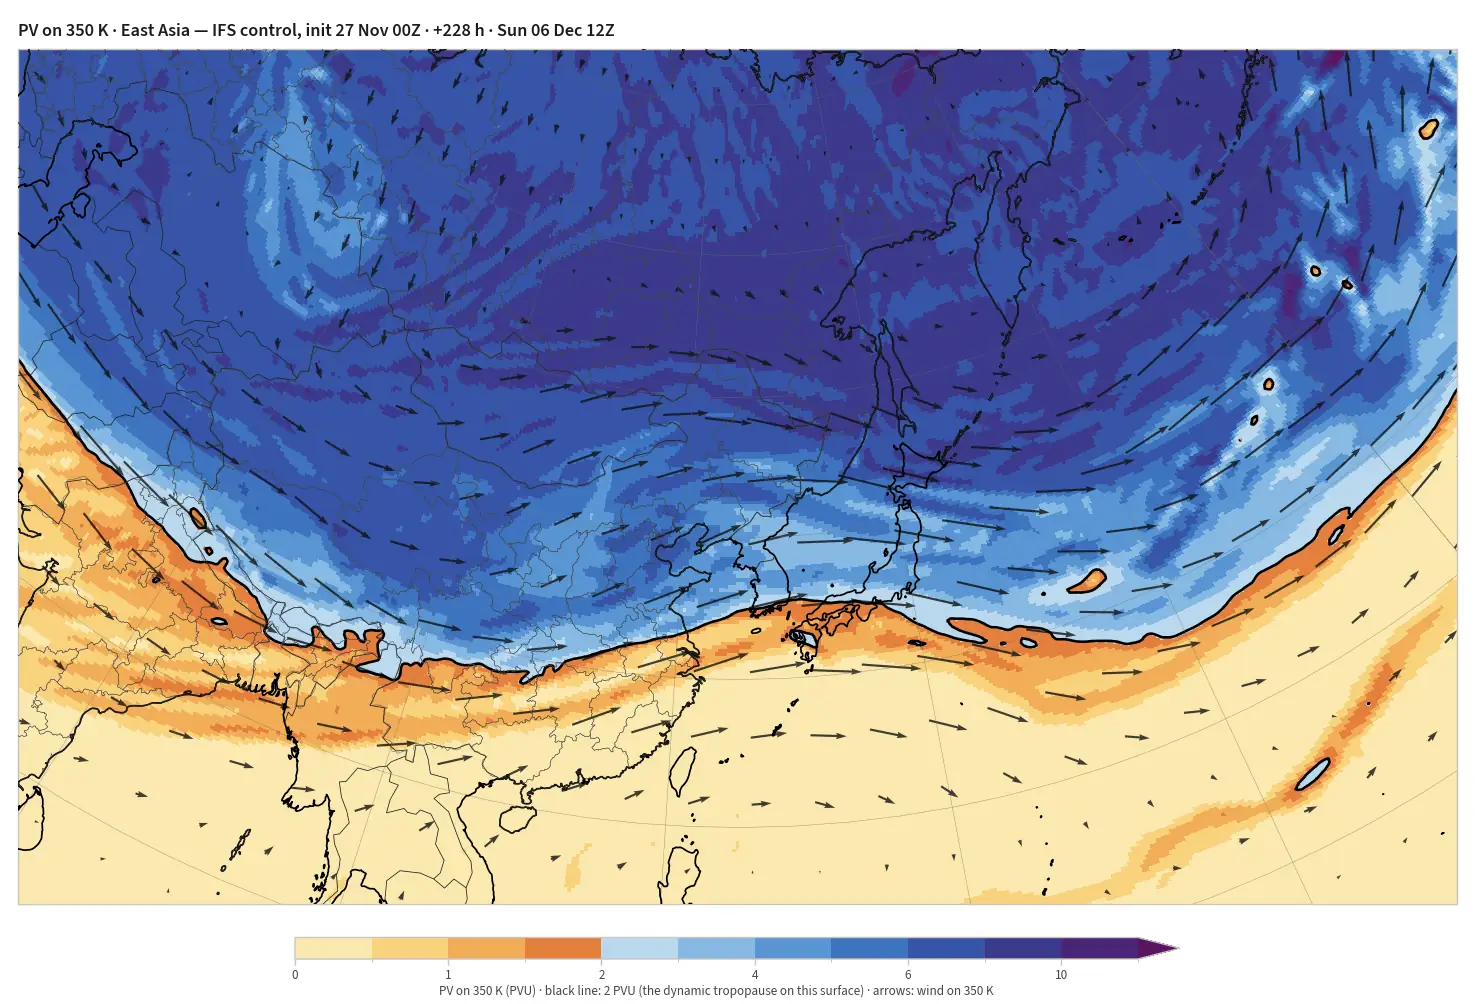 PV on 350 K · East Asia — IFS control, init 27 Nov 00Z · +228 h · Sun 06 Dec 12Z
0 1 2 4 6 10
PV on 350 K (PVU) · black line: 2 PVU (the dynamic tropopause on this surface) · arrows: wind on 350 K